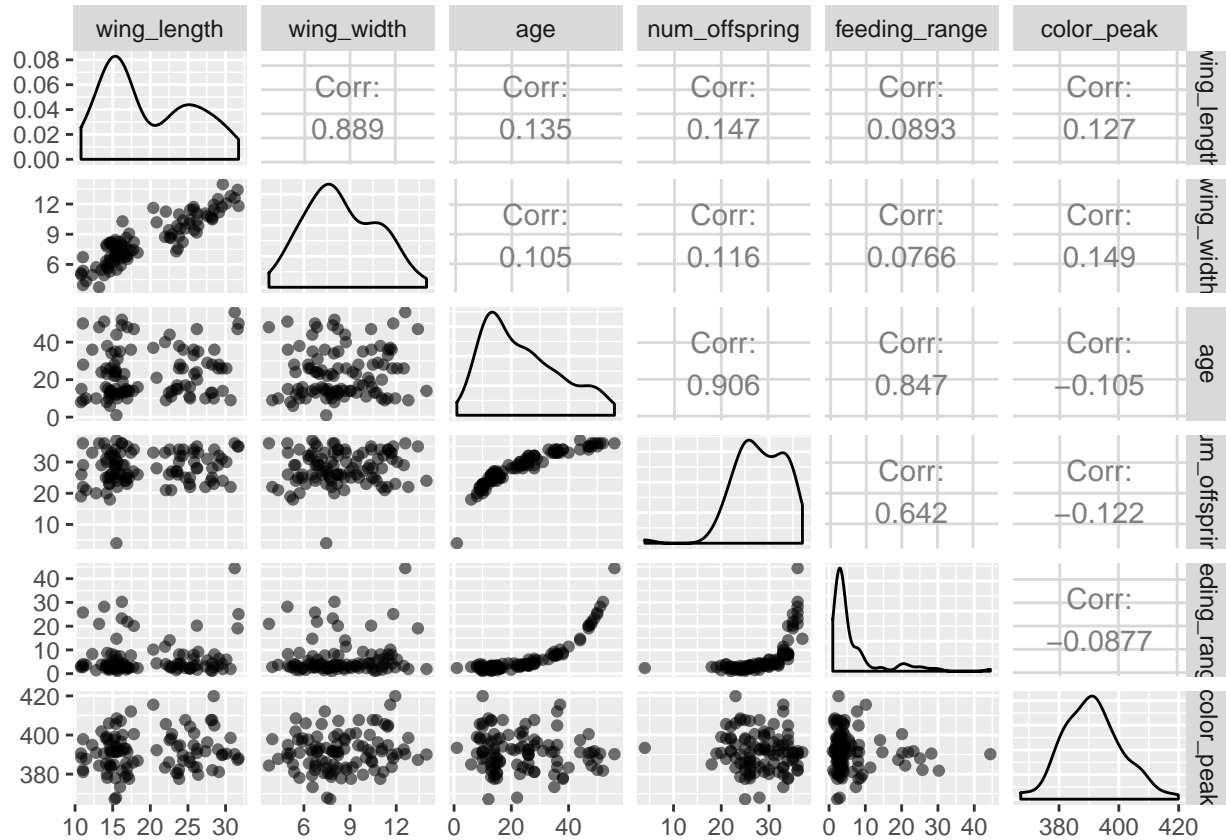 wing_length wing_width age num_offspring feeding_range color_peak
0.08
0.06
0.04
0.02
0.00
Corr:
0.889
Corr:
0.135
Corr:
0.147
Corr:
0.0893
Corr:
0.127
wing_length
12
9
6
Corr:
0.105
Corr:
0.116
Corr:
0.0766
Corr:
0.149
wing_width
40
20
0
Corr:
0.906
Corr:
0.847
Corr:
−0.105
age
30
20
10
Corr:
0.642
Corr:
−0.122
um_offsprin
40
30
20
10
0
Corr:
−0.0877
eding_rang
420
400
380
color_peak
10 15 20 25 30 6 9 12 0 20 40 10 20 30 0 10 20 30 40 380 400 420